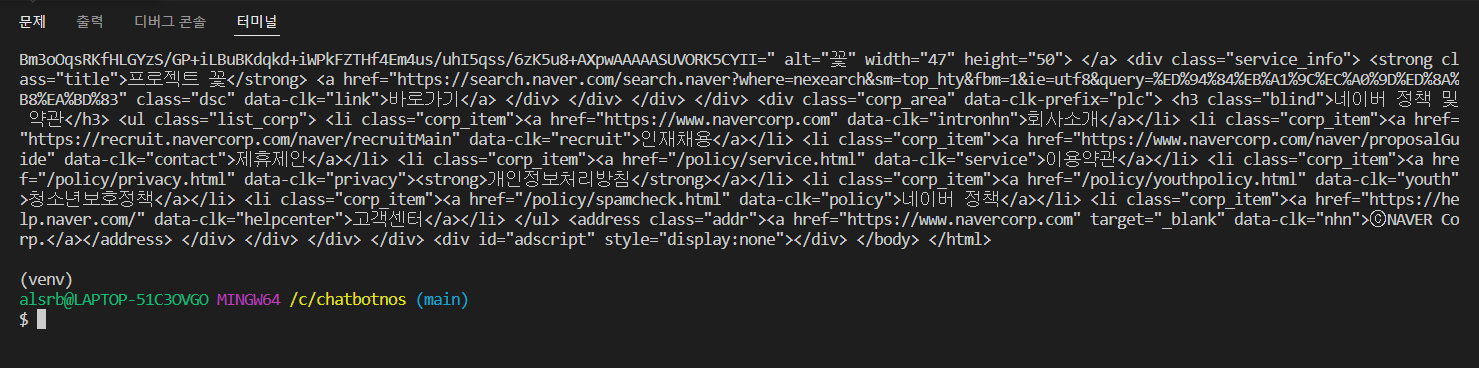 문제 출력 디버그 콘솔 터미널
Bm3oOqsRKfHLGYzS/GP+iLBuBKdqkd+iWPkFZTHf4Em4us/uhI5qss/6zK5u8+AXpwAAAAASUVORK5CYII=" alt="꽃" width="47" height="50"> </a> <div class="service_info"> <strong cl
ass="title">프로젝트 꽃</strong> <a href="https://search.naver.com/search.naver?where=nexearch&sm=top_hty&fbm=1&ie=utf8&query=%ED%94%84%EB%A1%9C%EC%A0%9D%ED%8A%
B8%EA%BD%83" class="dsc" data-clk="link">바로가기</a> </div> </div> </div> </div> <div class="corp_area" data-clk-prefix="plc"> <h3 class="blind">네이버 정책 및
약관</h3> <ul class="list_corp"> <li class="corp_item"><a href="https://www.navercorp.com" data-clk="intronhn">회사소개</a></li> <li class="corp_item"><a href=
"https://recruit.navercorp.com/naver/recruitMain" data-clk="recruit">인재채용</a></li> <li class="corp_item"><a href="https://www.navercorp.com/naver/proposalGu
ide" data-clk="contact">제휴제안</a></li> <li class="corp_item"><a href="/policy/service.html" data-clk="service">이용약관</a></li> <li class="corp_item"><a hre
f="/policy/privacy.html" data-clk="privacy"><strong>개인정보처리방침</strong></a></li> <li class="corp_item"><a href="/policy/youthpolicy.html" data-clk="youth"
>청소년보호정책</a></li> <li class="corp_item"><a href="/policy/spamcheck.html" data-clk="policy">네이버 정책</a></li> <li class="corp_item"><a href="https://he
lp.naver.com/" data-clk="helpcenter">고객센터</a></li> </ul> <address class="addr"><a href="https://www.navercorp.com" target="_blank" data-clk="nhn">ⓒNAVER Co
rp.</a></address> </div> </div> </div> </div> <div id="adscript" style="display:none"></div> </body> </html>
(venv)
alsrb@LAPTOP-51C3OVGO MINGW64 /c/chatbotnos (main)
$